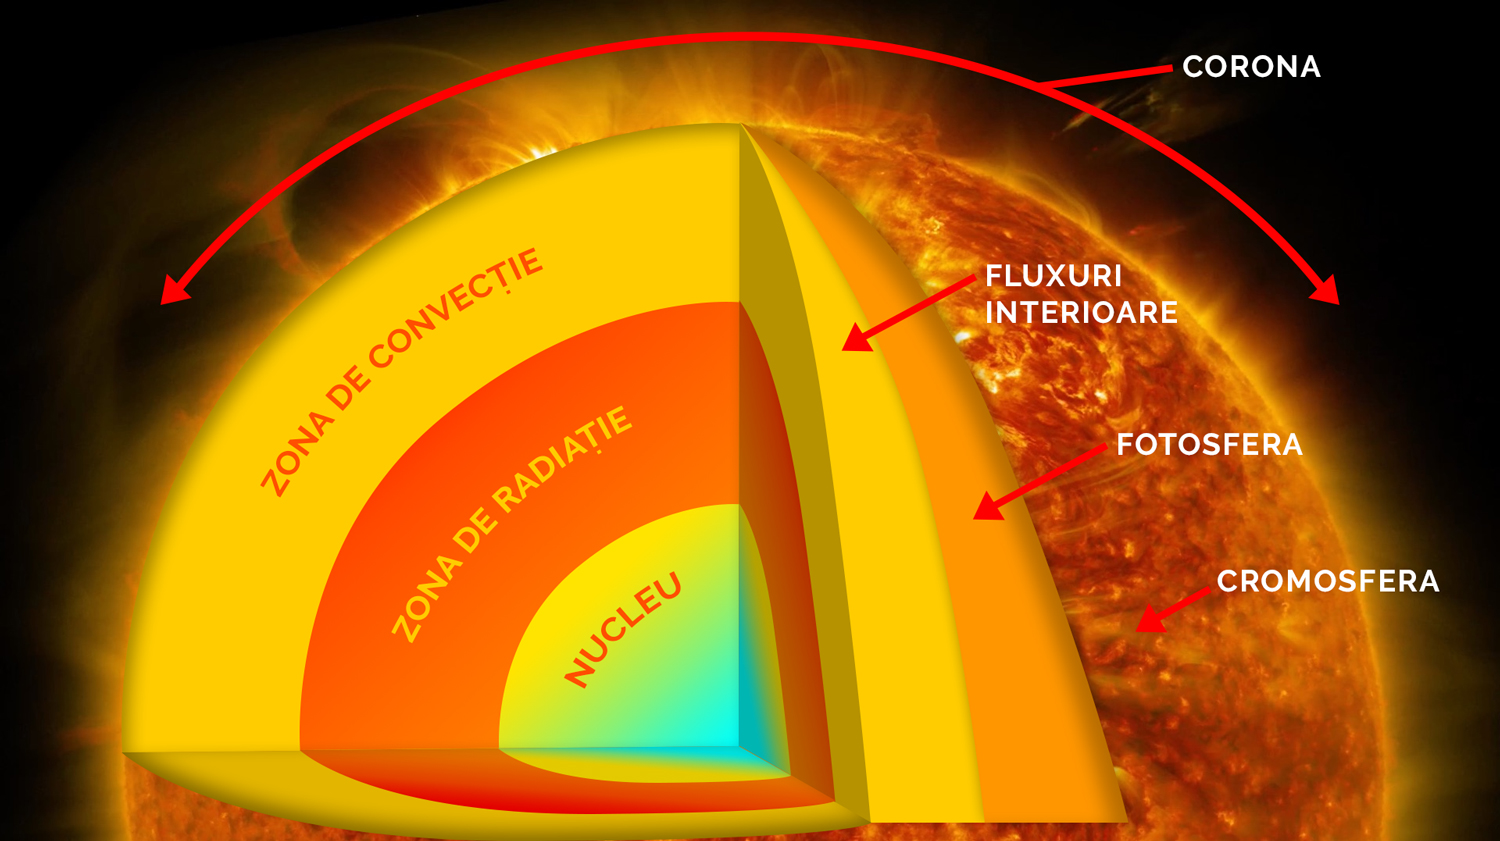 CORONA
ZONA DE CONVECȚIE
FLUXURI
INTERIOARE
ZONA DE RADIAȚIE
FOTOSFERA
NUCLEU
CROMOSFERA